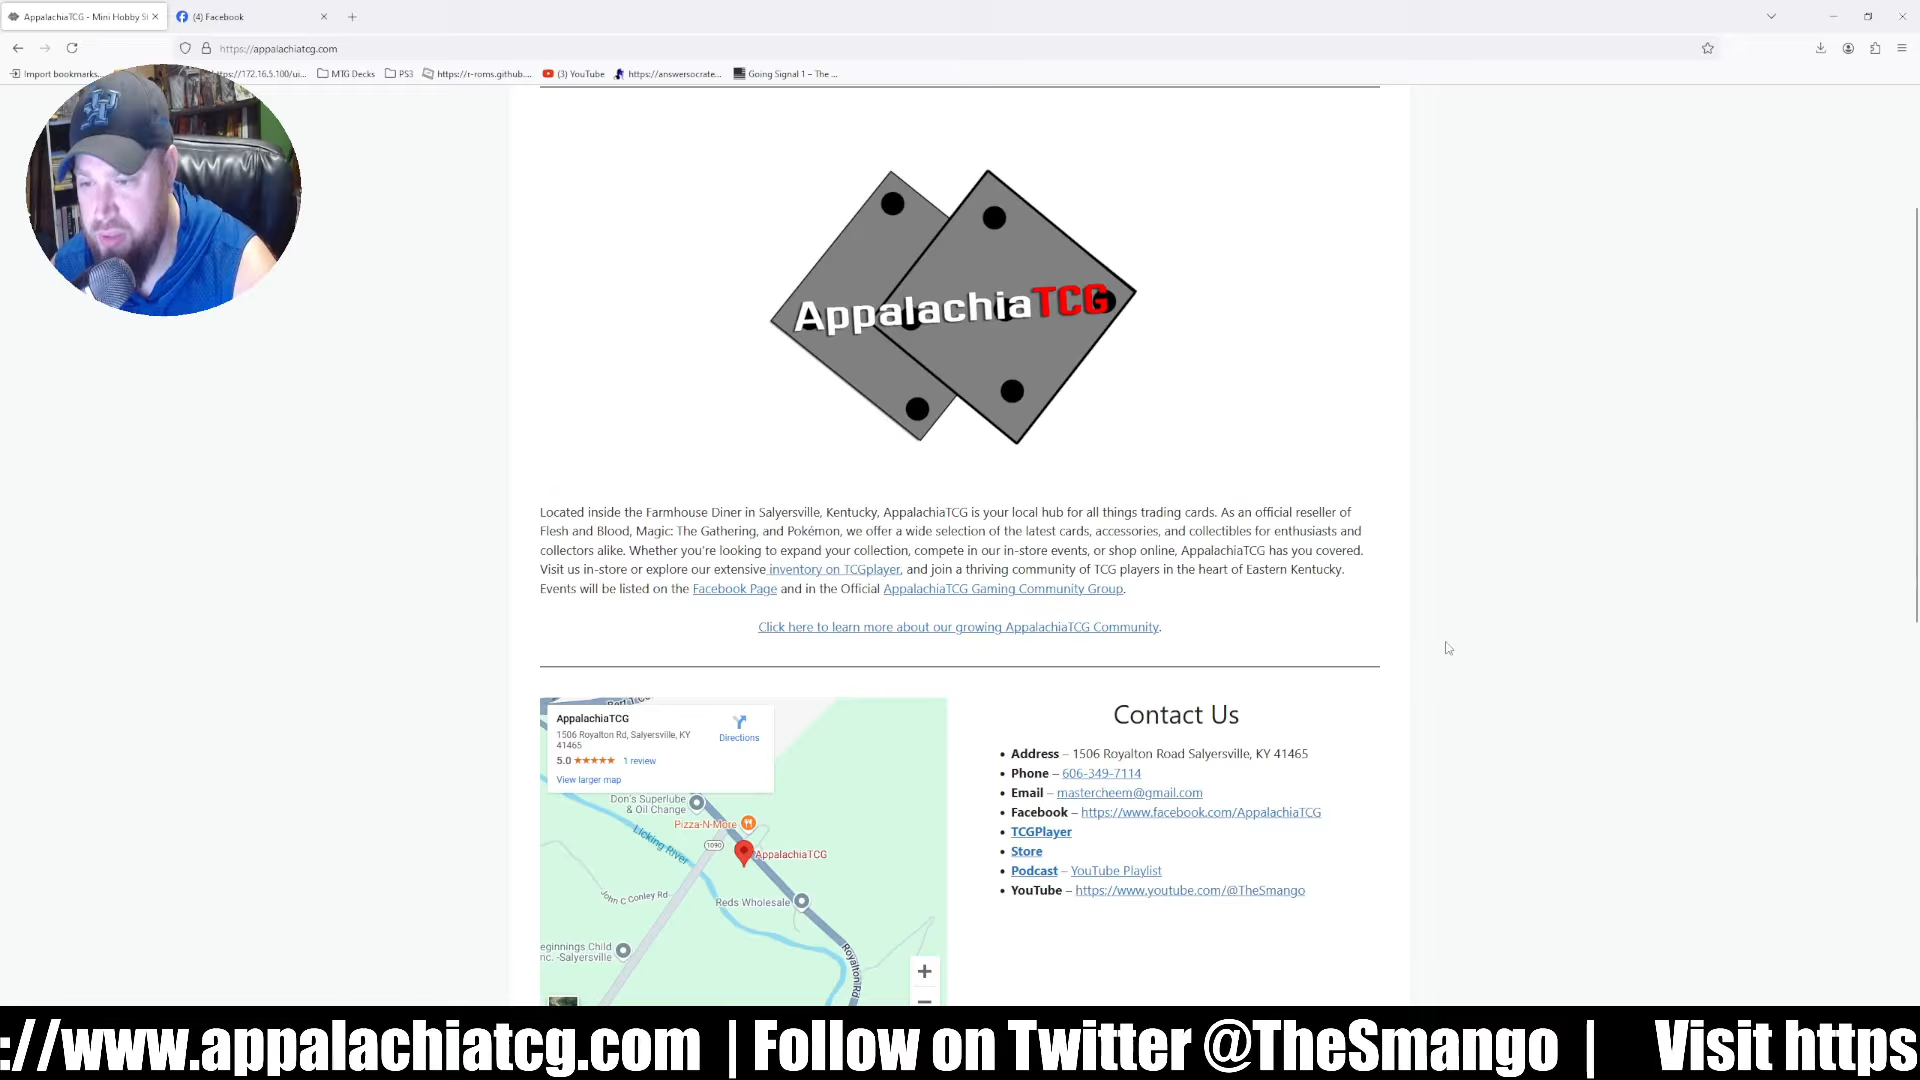 AppalachiaTCG - Mini Hobby S
(4) Facebook
https://appalachiatcg.com
Import bookmarks...
https://172.16.5.100/ui...
MTG Decks
PS3
https://r-roms.github....
(3) YouTube
https://answersocrate...
Going Signal 1 – The ...
AppalachiaTCG
Located inside the Farmhouse Diner in Salyersville, Kentucky, AppalachiaTCG is your local hub for all things trading cards. As an official reseller of
Flesh and Blood, Magic: The Gathering, and Pokémon, we offer a wide selection of the latest cards, accessories, and collectibles for enthusiasts and
collectors alike. Whether you're looking to expand your collection, compete in our in-store events, or shop online, AppalachiaTCG has you covered.
Visit us in-store or explore our extensive inventory on TCGplayer, and join a thriving community of TCG players in the heart of Eastern Kentucky.
Events will be listed on the Facebook Page and in the Official AppalachiaTCG Gaming Community Group.
Click here to learn more about our growing AppalachiaTCG Community.
AppalachiaTCG
1506 Royalton Rd, Salyersville, KY
41465
5.0 ★★★★★ 1 review
View larger map
Directions
Don's Superlube
& Oil Change
Pizza-N-More
Licking River
1090
AppalachiaTCG
John C Conley Rd
Reds Wholesale
eginnings Child
nc. -Salyersville
Royalton Rd
+
−
Contact Us
• Address – 1506 Royalton Road Salyersville, KY 41465
• Phone – 606-349-7114
• Email – mastercheem@gmail.com
• Facebook – https://www.facebook.com/AppalachiaTCG
• TCGPlayer
• Store
• Podcast – YouTube Playlist
• YouTube – https://www.youtube.com/@TheSmango
://www.appalachiatcg.com | Follow on Twitter @TheSmango | Visit https